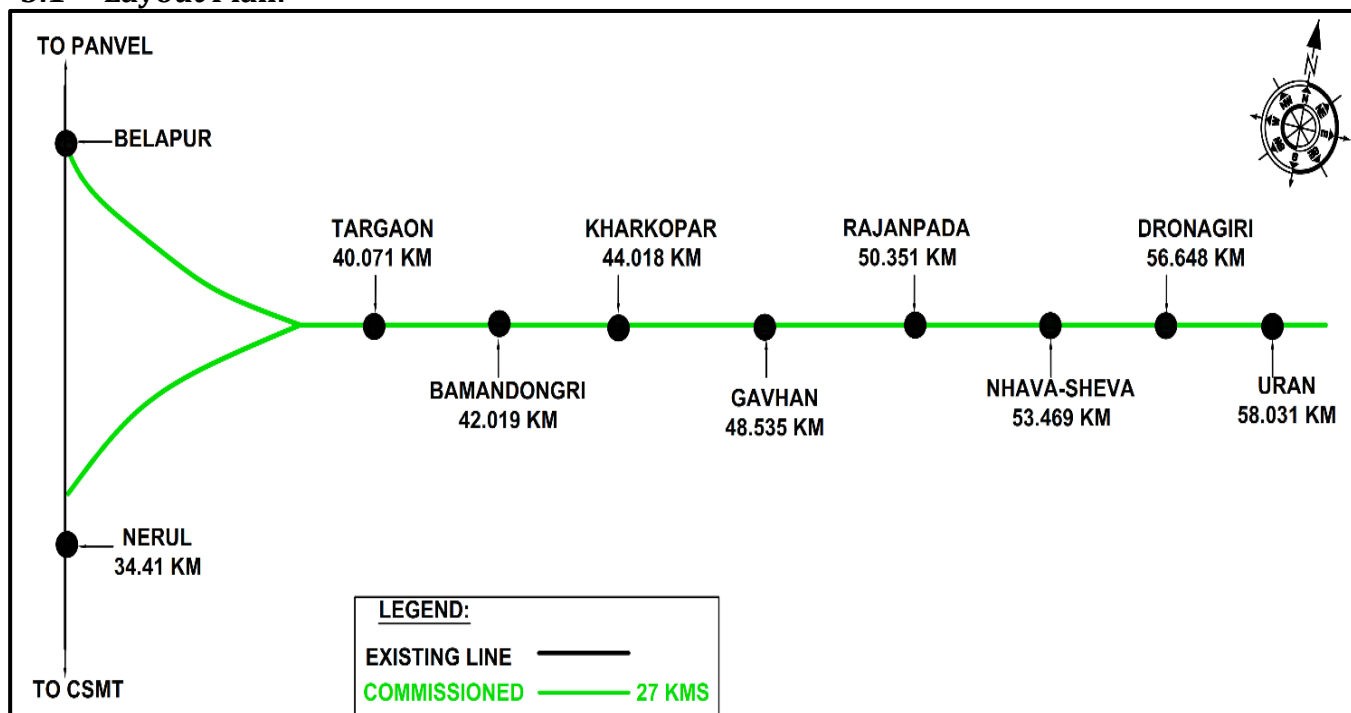 TO PANVEL
N
BELAPUR
TARGAON
40.071 KM
KHARKOPAR
44.018 KM
RAJANPADA
50.351 KM
DRONAGIRI
56.648 KM
BAMANDONGRI
42.019 KM
GAVHAN
48.535 KM
NHAVA-SHEVA
53.469 KM
URAN
58.031 KM
NERUL
34.41 KM
LEGEND:
EXISTING LINE
COMMISSIONED 27 KMS
TO CSMT